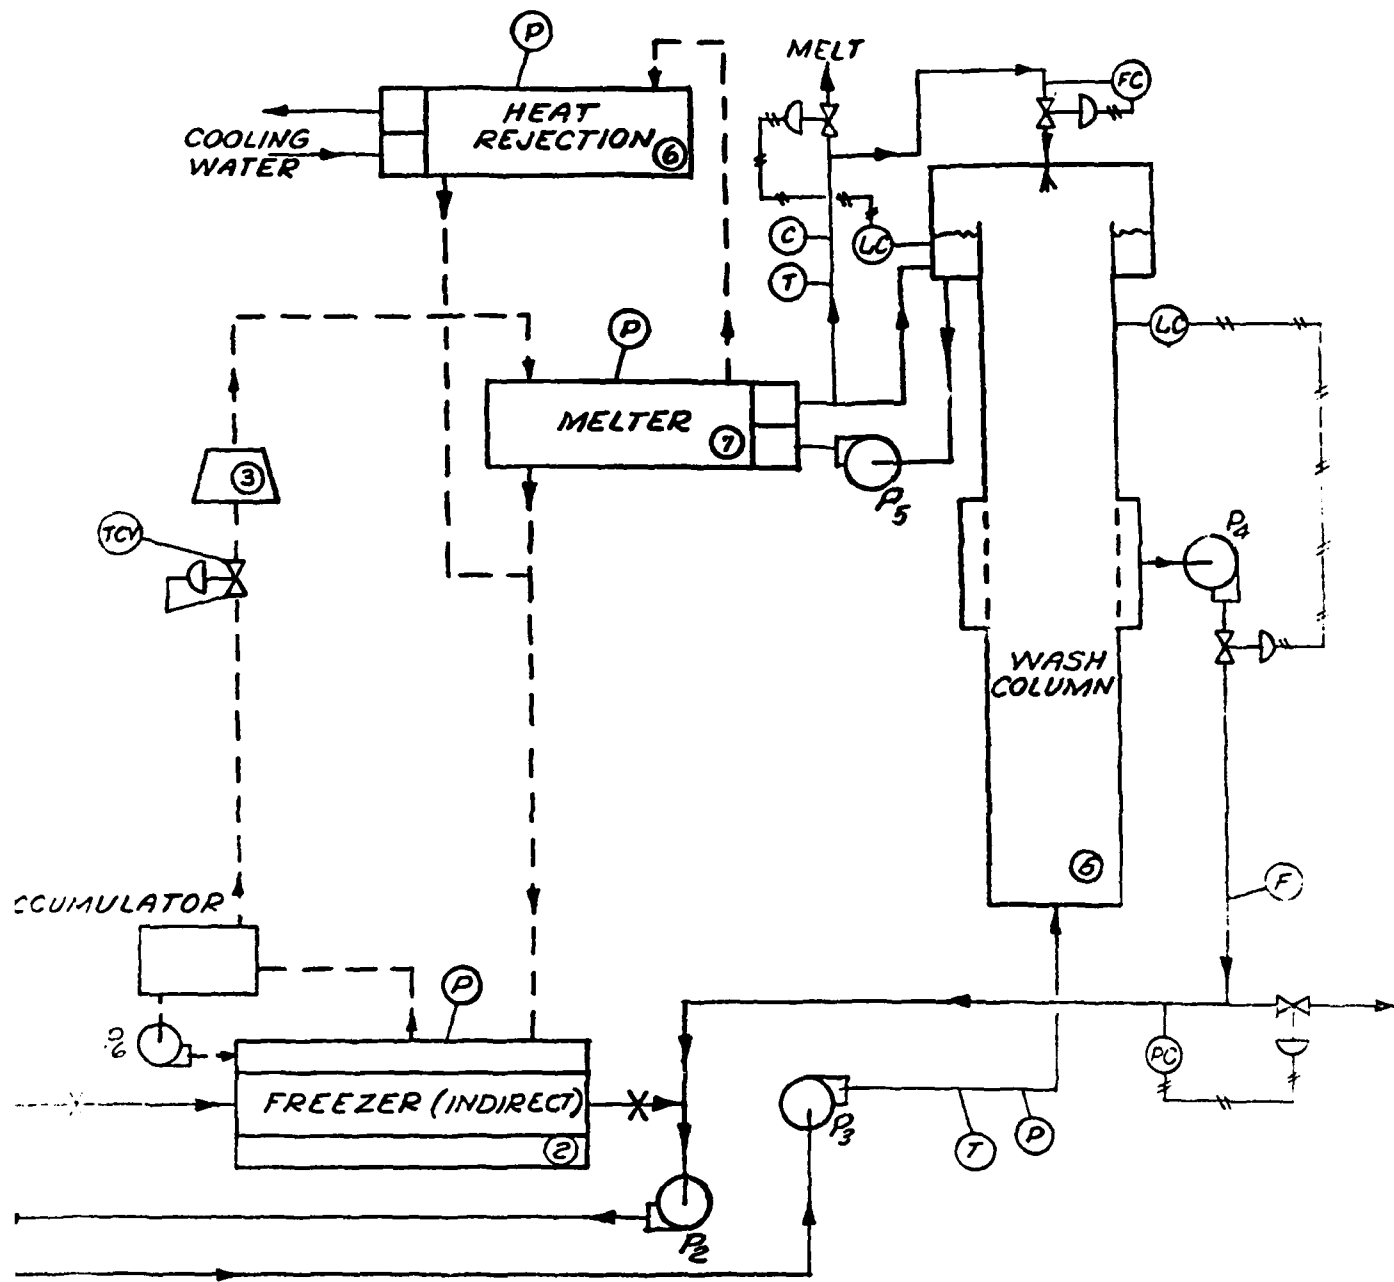 P
MELT
FC
HEAT
REJECTION
6
COOLING
WATER
C
LC
T
P
LC
MELTER
7
3
P5
TCV
P4
WASH
COLUMN
6
F
CCUMULATOR
P
P6
PC
FREEZER (INDIRECT)
2
P3
T
P
P2